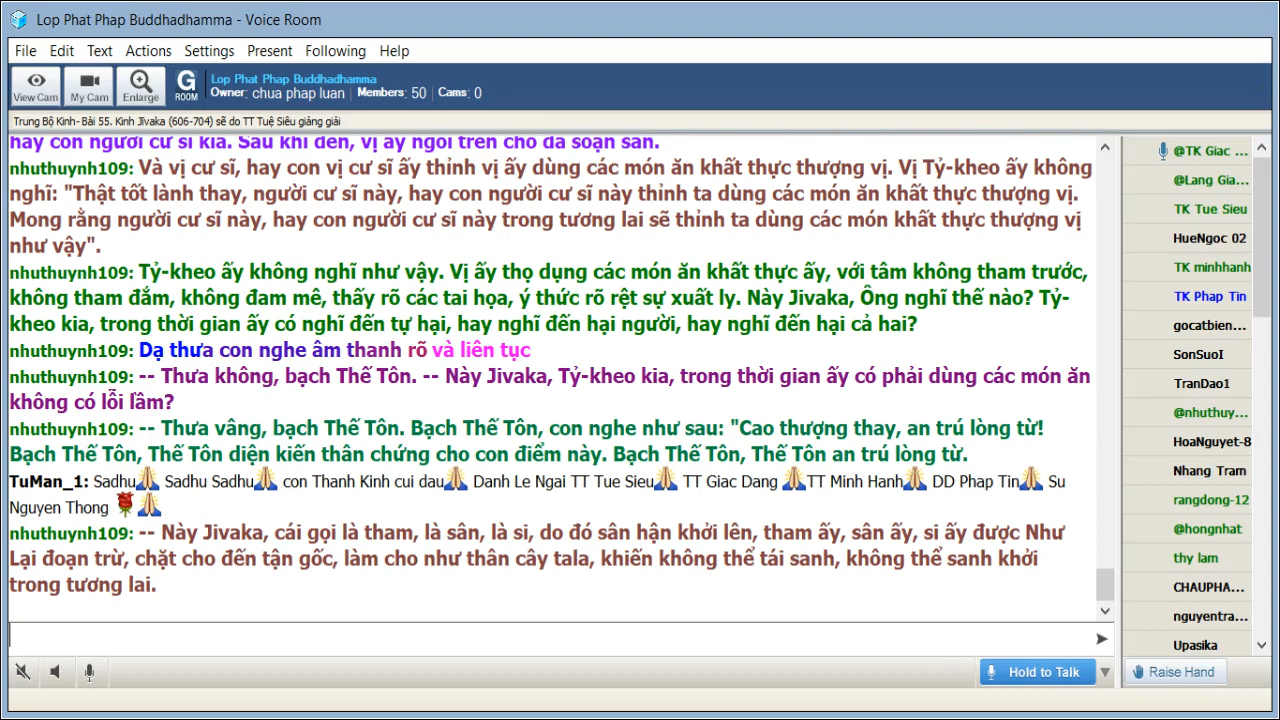 Lop Phat Phap Buddhadhamma - Voice Room
File Edit Text Actions Settings Present Following Help
View Cam My Cam Enlarge G ROOM
Lop Phat Phap Buddhadhamma
Owner: chua phap luan Members: 50 Cams: 0
Trung Bộ Kinh- Bài 55. Kinh Jīvaka (606-704) sẽ do TT Tuệ Siêu giảng giải
hay con người cư sĩ kia. Sau khi đến, vị ấy ngồi trên chỗ đã soạn sẵn.
nhuthuynh109: Và vị cư sĩ, hay con vị cư sĩ ấy thỉnh vị ấy dùng các món ăn khất thực thượng vị. Vị Tỷ-kheo ấy không
nghĩ: "Thật tốt lành thay, người cư sĩ này, hay con người cư sĩ này thỉnh ta dùng các món ăn khất thực thượng vị.
Mong rằng người cư sĩ này, hay con người cư sĩ này trong tương lai sẽ thỉnh ta dùng các món khất thực thượng vị
như vậy".
nhuthuynh109: Tỷ-kheo ấy không nghĩ như vậy. Vị ấy thọ dụng các món ăn khất thực ấy, với tâm không tham trước,
không tham đắm, không đam mê, thấy rõ các tai họa, ý thức rõ rệt sự xuất ly. Này Jivaka, Ông nghĩ thế nào? Tỷ-
kheo kia, trong thời gian ấy có nghĩ đến tự hại, hay nghĩ đến hại người, hay nghĩ đến hại cả hai?
nhuthuynh109: Dạ thưa con nghe âm thanh rõ và liên tục
nhuthuynh109: -- Thưa không, bạch Thế Tôn. -- Này Jivaka, Tỷ-kheo kia, trong thời gian ấy có phải dùng các món ăn
không có lỗi lầm?
nhuthuynh109: -- Thưa vâng, bạch Thế Tôn. Bạch Thế Tôn, con nghe như sau: "Cao thượng thay, an trú lòng từ!
Bạch Thế Tôn, Thế Tôn diện kiến thân chứng cho con điểm này. Bạch Thế Tôn, Thế Tôn an trú lòng từ.
TuMan_1: Sadhu Sadhu Sadhu con Thanh Kinh cui dau Danh Le Ngai TT Tue Sieu TT Giac Dang TT Minh Hanh DD Phap Tin Su
Nguyen Thong
nhuthuynh109: -- Này Jivaka, cái gọi là tham, là sân, là si, do đó sân hận khởi lên, tham ấy, sân ấy, si ấy được Như
Lại đoạn trừ, chặt cho đến tận gốc, làm cho như thân cây tala, khiến không thể tái sanh, không thể sanh khởi
trong tương lai.
@TK Giac ...
@Lang Gia...
TK Tue Sieu
HueNgoc 02
TK minhhanh
TK Phap Tin
gocatbien...
SonSuoI
TranDao1
@nhuthuy...
HoaNguyet-8
Nhang Tram
rangdong-12
@hongnhat
thy lam
CHAUPHA...
nguyentra...
Upasika
Hold to Talk
Raise Hand